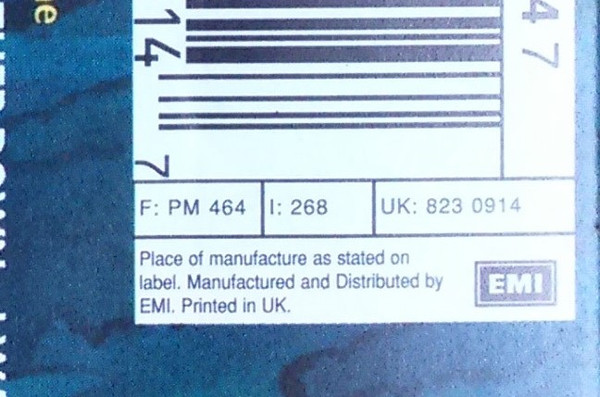 14
47
7
F: PM 464
I: 268
UK: 823 0914
Place of manufacture as stated on
label. Manufactured and Distributed by
EMI. Printed in UK.
EMI